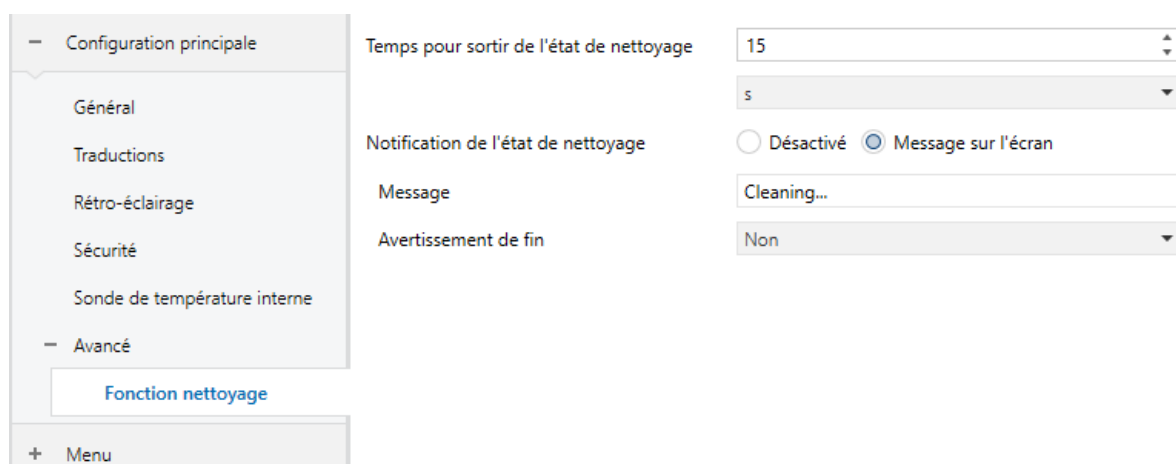 − Configuration principale
Général
Traductions
Rétro-éclairage
Sécurité
Sonde de température interne
− Avancé
Fonction nettoyage
+ Menu
Temps pour sortir de l'état de nettoyage 15
s
Notification de l'état de nettoyage Désactivé Message sur l'écran
Message Cleaning...
Avertissement de fin Non